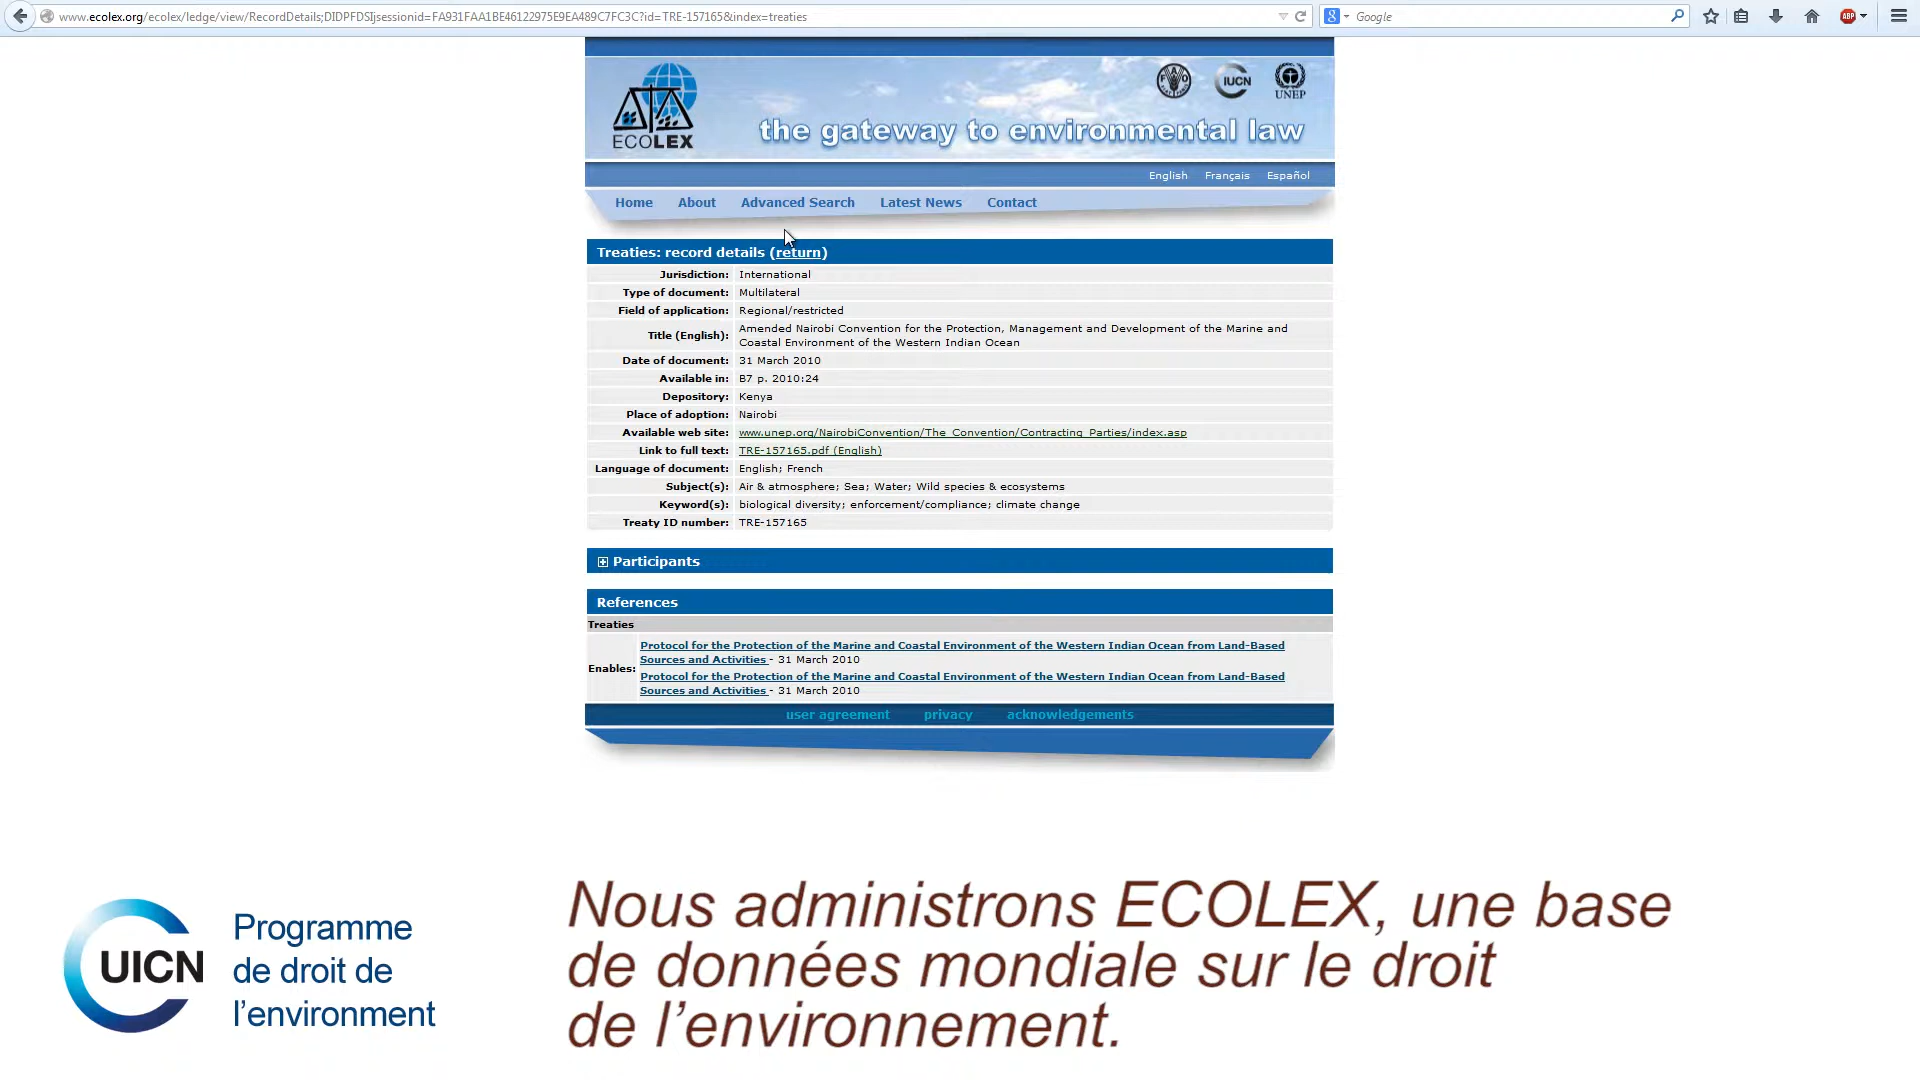 www.ecolex.org/ecolex/ledge/view/RecordDetails;DIDPFDSIjsessionid=FA931FAA1BE46122975E9EA489C7FC3C?id=TRE-157165&index=treaties
8 Google
ABP
ECOLEX
FAO
IUCN
UNEP
the gateway to environmental law
English Français Español
Home About Advanced Search Latest News Contact
Treaties: record details (return)
Jurisdiction: International
Type of document: Multilateral
Field of application: Regional/restricted
Title (English): Amended Nairobi Convention for the Protection, Management and Development of the Marine and
Coastal Environment of the Western Indian Ocean
Date of document: 31 March 2010
Available in: B7 p. 2010:24
Depository: Kenya
Place of adoption: Nairobi
Available web site: www.unep.org/NairobiConvention/The_Convention/Contracting_Parties/index.asp
Link to full text: TRE-157165.pdf (English)
Language of document: English; French
Subject(s): Air & atmosphere; Sea; Water; Wild species & ecosystems
Keyword(s): biological diversity; enforcement/compliance; climate change
Treaty ID number: TRE-157165
Participants
References
Treaties
Enables: Protocol for the Protection of the Marine and Coastal Environment of the Western Indian Ocean from Land-Based
Sources and Activities - 31 March 2010
Protocol for the Protection of the Marine and Coastal Environment of the Western Indian Ocean from Land-Based
Sources and Activities - 31 March 2010
user agreement privacy acknowledgements
UICN
Programme
de droit de
l'environment
Nous administrons ECOLEX, une base
de données mondiale sur le droit
de l'environnement.